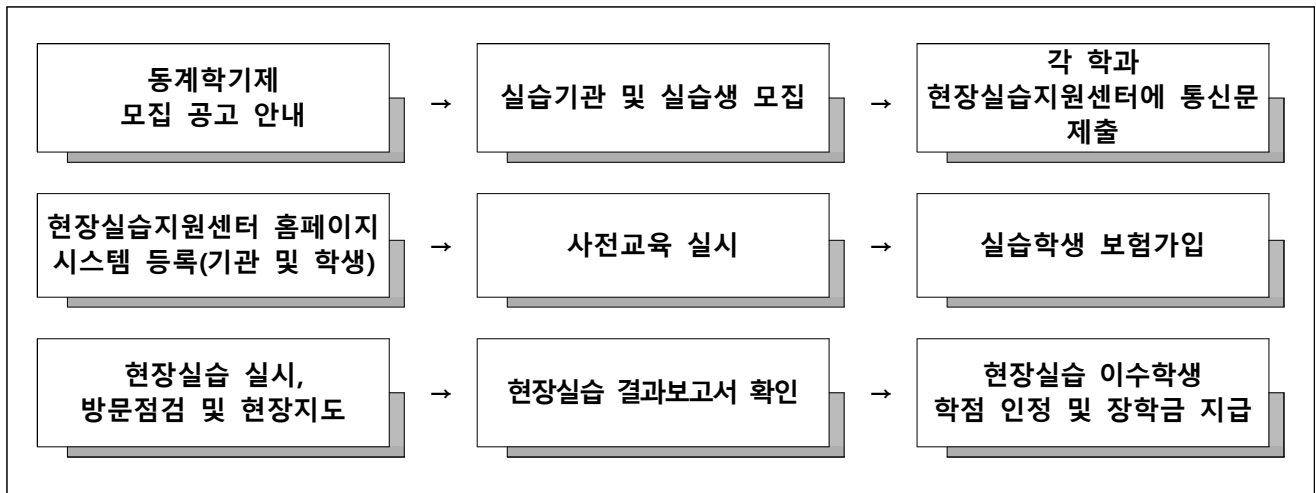 동계학기제
모집 공고 안내
→
실습기관 및 실습생 모집
→
각 학과
현장실습지원센터에 통신문
제출
현장실습지원센터 홈페이지
시스템 등록(기관 및 학생)
→
사전교육 실시
→
실습학생 보험가입
현장실습 실시,
방문점검 및 현장지도
→
현장실습 결과보고서 확인
→
현장실습 이수학생
학점 인정 및 장학금 지급